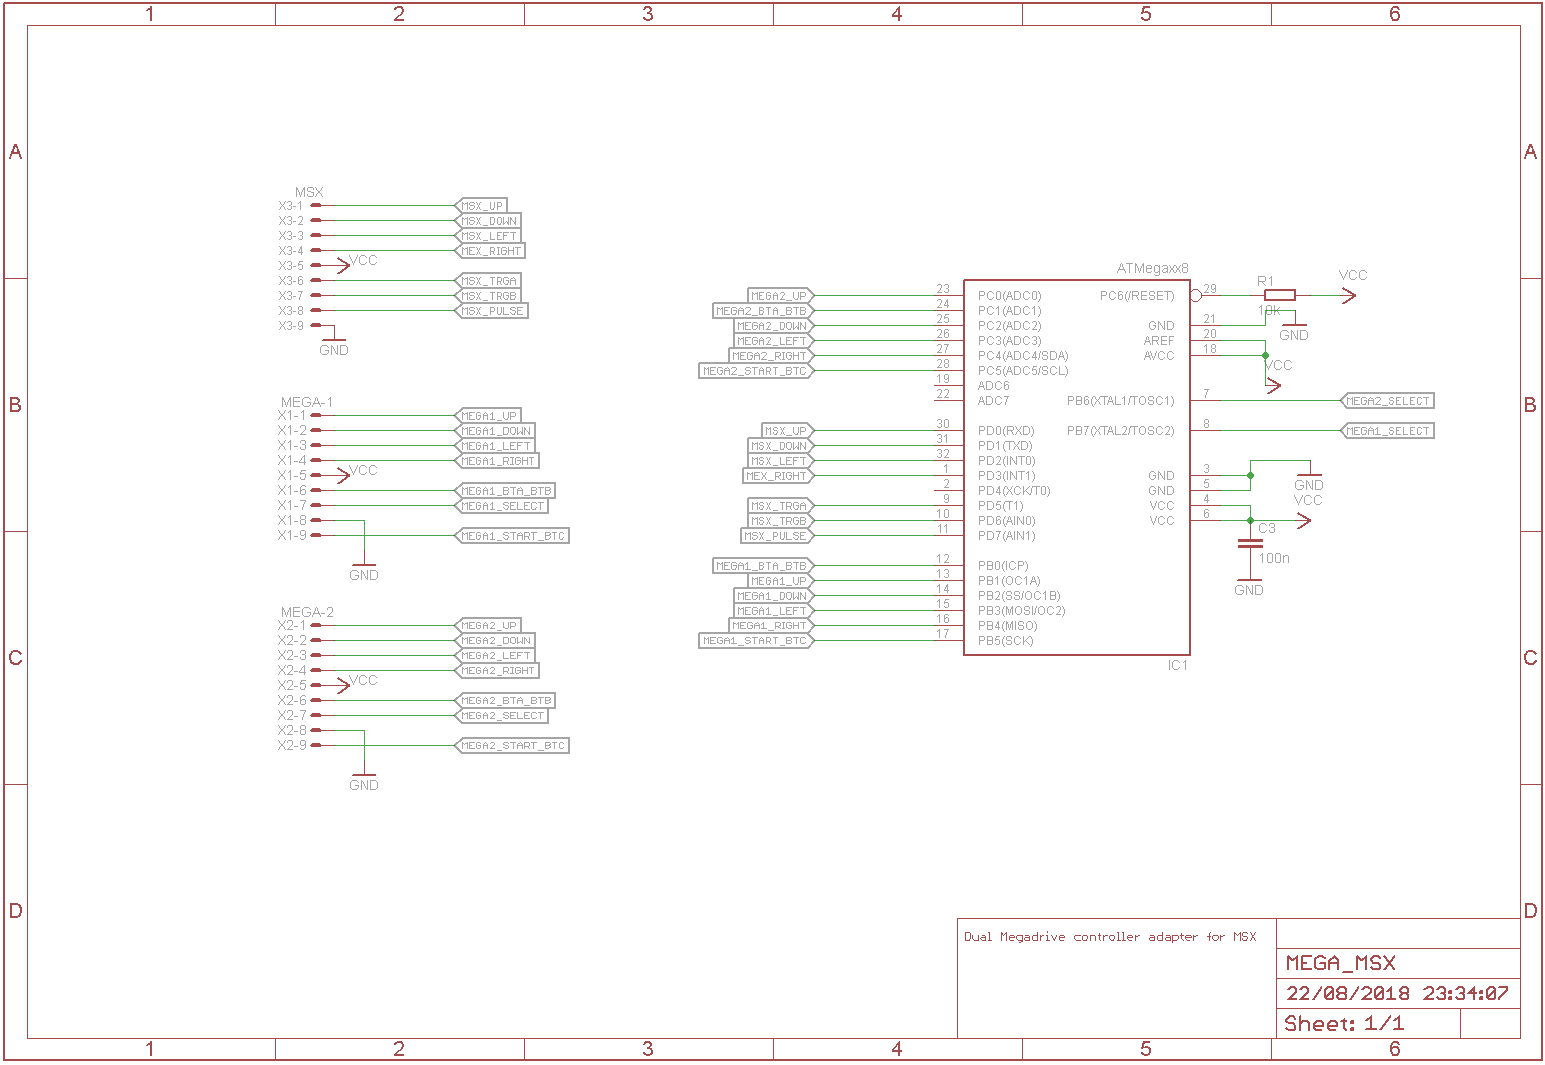 1 2 3 4 5 6
A A
MSX
X3-1 MSX_UP
X3-2 MSX_DOWN
X3-3 MSX_LEFT
X3-4 MEX_RIGHT
X3-5 VCC
X3-6 MSX_TRGA
X3-7 MSX_TRGB
X3-8 MSX_PULSE
X3-9
GND
B B
MEGA-1
X1-1 MEGA1_UP
X1-2 MEGA1_DOWN
X1-3 MEGA1_LEFT
X1-4 MEGA1_RIGHT
X1-5 VCC
X1-6 MEGA1_BTA_BTB
X1-7 MEGA1_SELECT
X1-8
X1-9 MEGA1_START_BTC
GND
MEGA-2
X2-1 MEGA2_UP
X2-2 MEGA2_DOWN
X2-3 MEGA2_LEFT
X2-4 MEGA2_RIGHT
X2-5 VCC
X2-6 MEGA2_BTA_BTB
X2-7 MEGA2_SELECT
X2-8
X2-9 MEGA2_START_BTC
GND
ATMegaxx8
MEGA2_UP 23 PC0(ADC0)
MEGA2_BTA_BTB 24 PC1(ADC1)
MEGA2_DOWN 25 PC2(ADC2)
MEGA2_LEFT 26 PC3(ADC3)
MEGA2_RIGHT 27 PC4(ADC4/SDA)
MEGA2_START_BTC 28 PC5(ADC5/SCL)
19 ADC6
22 ADC7
MSX_UP 30 PD0(RXD)
MSX_DOWN 31 PD1(TXD)
MSX_LEFT 32 PD2(INT0)
MEX_RIGHT 1 PD3(INT1)
2 PD4(XCK/T0)
MSX_TRGA 9 PD5(T1)
MSX_TRGB 10 PD6(AIN0)
MSX_PULSE 11 PD7(AIN1)
MEGA1_BTA_BTB 12 PB0(ICP)
MEGA1_UP 13 PB1(OC1A)
MEGA1_DOWN 14 PB2(SS/OC1B)
MEGA1_LEFT 15 PB3(MOSI/OC2)
MEGA1_RIGHT 16 PB4(MISO)
MEGA1_START_BTC 17 PB5(SCK)
PC6(/RESET) 29 R1 VCC
10k
GND 21 GND
AREF 20
AVCC 18
VCC
PB6(XTAL1/TOSC1) 7 MEGA2_SELECT
PB7(XTAL2/TOSC2) 8 MEGA1_SELECT
GND 3
GND 5 GND
VCC 4 VCC
VCC 6
C3
100n
GND
IC1
C C
D D
Dual Megadrive controller adapter for MSX
MEGA_MSX
22/08/2018 23:34:07
Sheet: 1/1
1 2 3 4 5 6